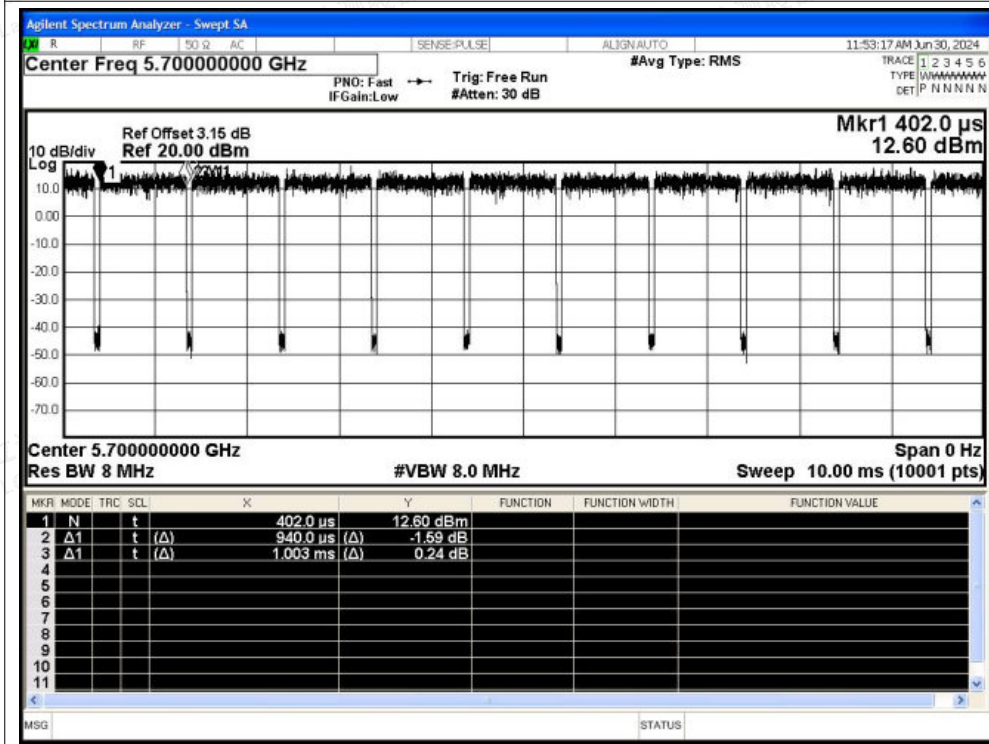 Agilent Spectrum Analyzer - Swept SA
LXI R RF 50 Ω AC SENSE:PULSE ALIGN AUTO 11:53:17 AM Jun 30, 2024
Center Freq 5.700000000 GHz #Avg Type: RMS TRACE 1 2 3 4 5 6
PNO: Fast Trig: Free Run TYPE WWWWWW
IFGain:Low #Atten: 30 dB DET P N N N N N
Mkr1 402.0 µs
Ref Offset 3.15 dB
10 dB/div Ref 20.00 dBm 12.60 dBm
Log
1
10.0
0.00
-10.0
-20.0
-30.0
-40.0
-50.0
-60.0
-70.0
Center 5.700000000 GHz Span 0 Hz
Res BW 8 MHz #VBW 8.0 MHz Sweep 10.00 ms (10001 pts)
MKR MODE TRC SCL X Y FUNCTION FUNCTION WIDTH FUNCTION VALUE
1 N t 402.0 µs 12.60 dBm
2 Δ1 t (Δ) 940.0 µs (Δ) -1.59 dB
3 Δ1 t (Δ) 1.003 ms (Δ) 0.24 dB
4
5
6
7
8
9
10
11
MSG STATUS